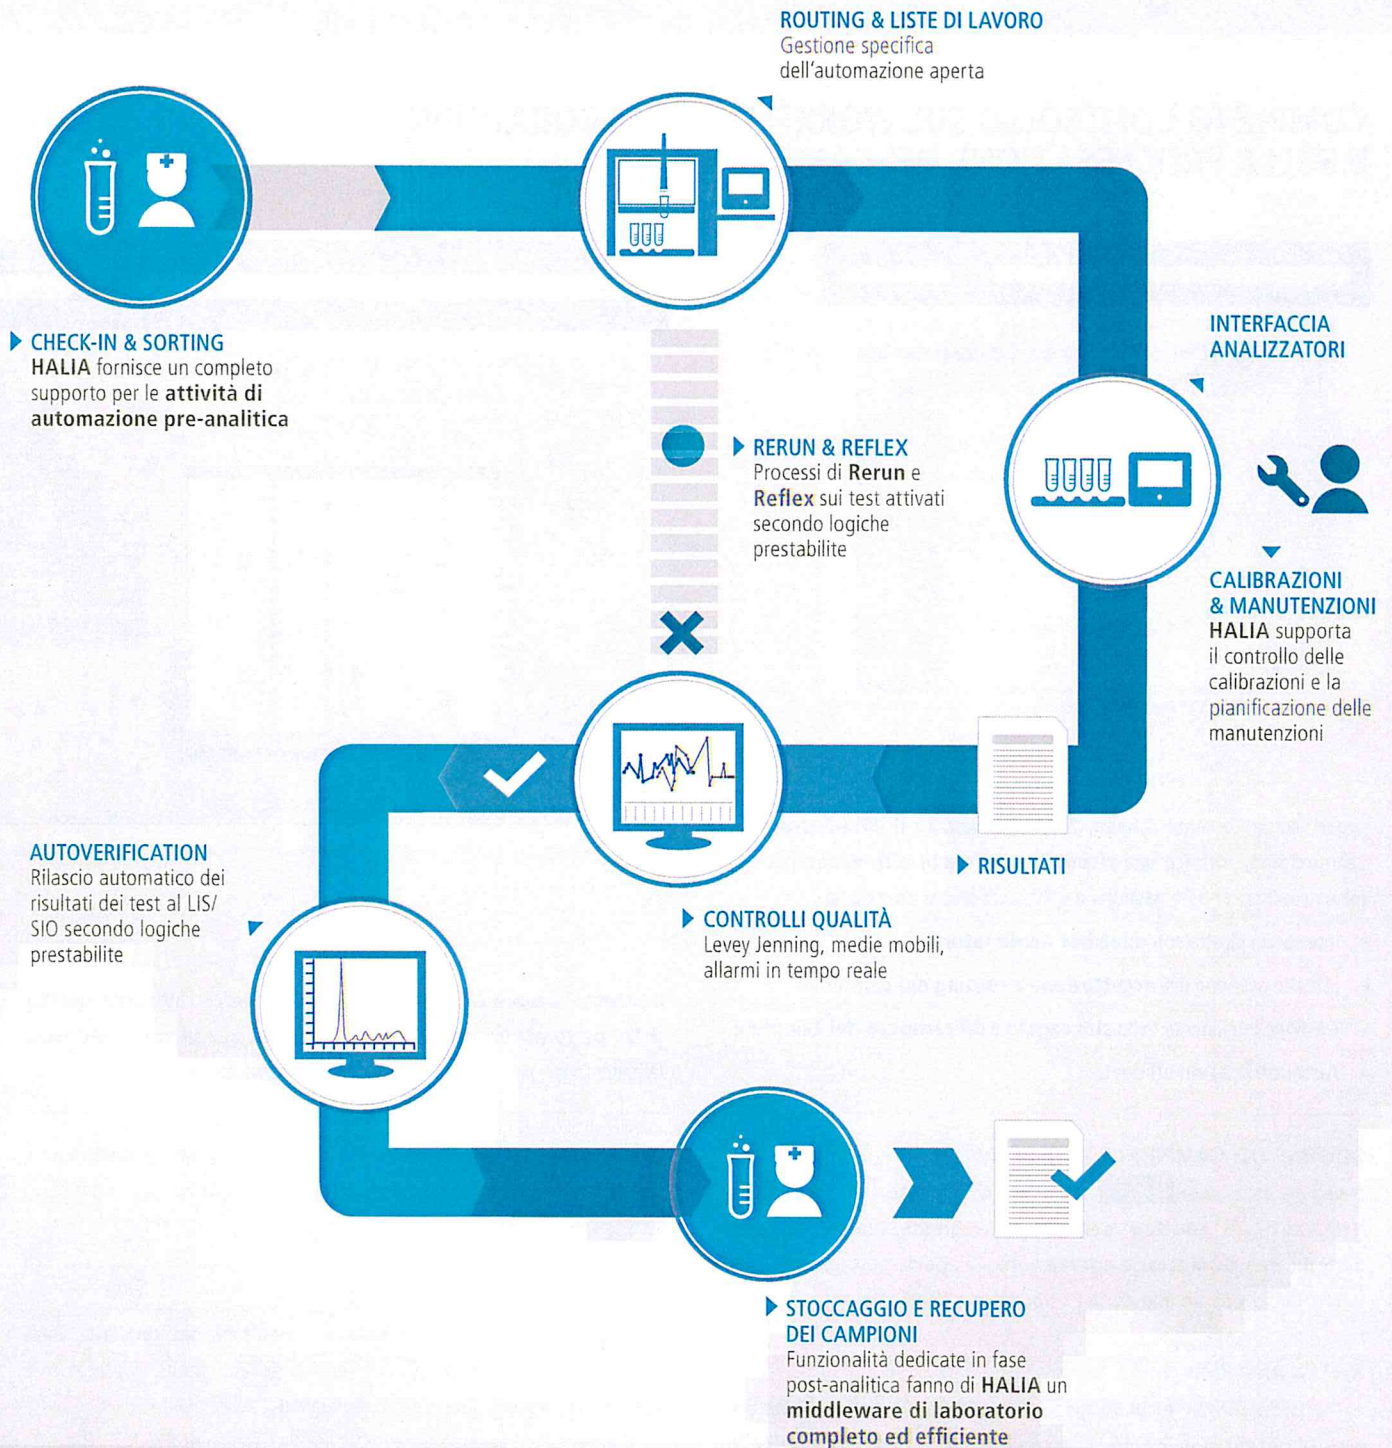 ROUTING & LISTE DI LAVORO
Gestione specifica
dell'automazione aperta
CHECK-IN & SORTING
HALIA fornisce un completo
supporto per le attività di
automazione pre-analitica
INTERFACCIA
ANALIZZATORI
RERUN & REFLEX
Processi di Rerun e
Reflex sui test attivati
secondo logiche
prestabilite
CALIBRAZIONI
& MANUTENZIONI
HALIA supporta
il controllo delle
calibrazioni e la
pianificazione delle
manutenzioni
RISULTATI
CONTROLLI QUALITÀ
Levey Jenning, medie mobili,
allarmi in tempo reale
AUTOVERIFICATION
Rilascio automatico dei
risultati dei test al LIS/
SIO secondo logiche
prestabilite
STOCCAGGIO E RECUPERO
DEI CAMPIONI
Funzionalità dedicate in fase
post-analitica fanno di HALIA un
middleware di laboratorio
completo ed efficiente